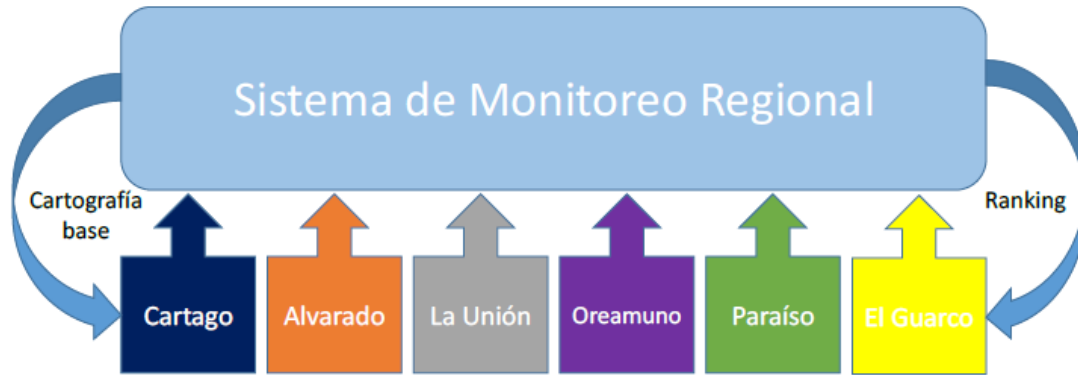 Sistema de Monitoreo Regional
Cartografía
base
Ranking
Cartago
Alvarado
La Unión
Oreamuno
Paraíso
El Guarco